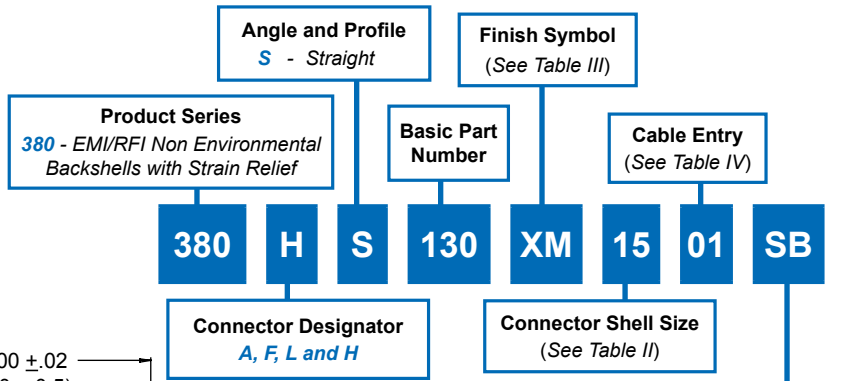 Angle and Profile
S - Straight
Finish Symbol
(See Table III)
Product Series
380 - EMI/RFI Non Environmental
Backshells with Strain Relief
Basic Part
Number
Cable Entry
(See Table IV)
380 H S 130 XM 15 01 SB
Connector Designator
A, F, L and H
Connector Shell Size
(See Table II)
00 ±.02